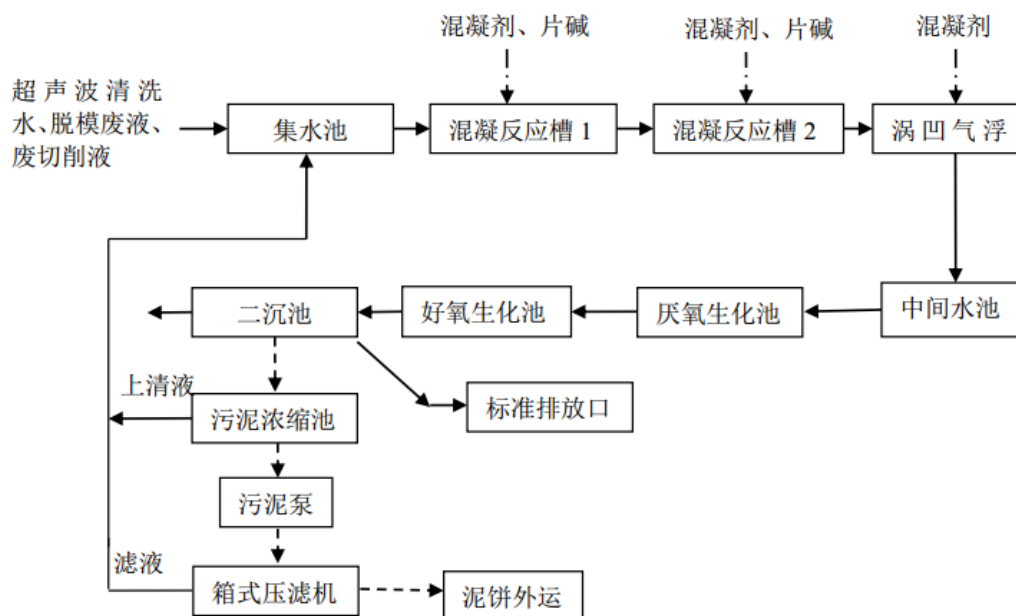 混凝剂、片碱
混凝剂、片碱
混凝剂
超声波清洗
水、脱模废液、
废切削液
集水池
混凝反应槽 1
混凝反应槽 2
涡凹气浮
二沉池
好氧生化池
厌氧生化池
中间水池
上清液
污泥浓缩池
标准排放口
污泥泵
滤液
箱式压滤机
泥饼外运